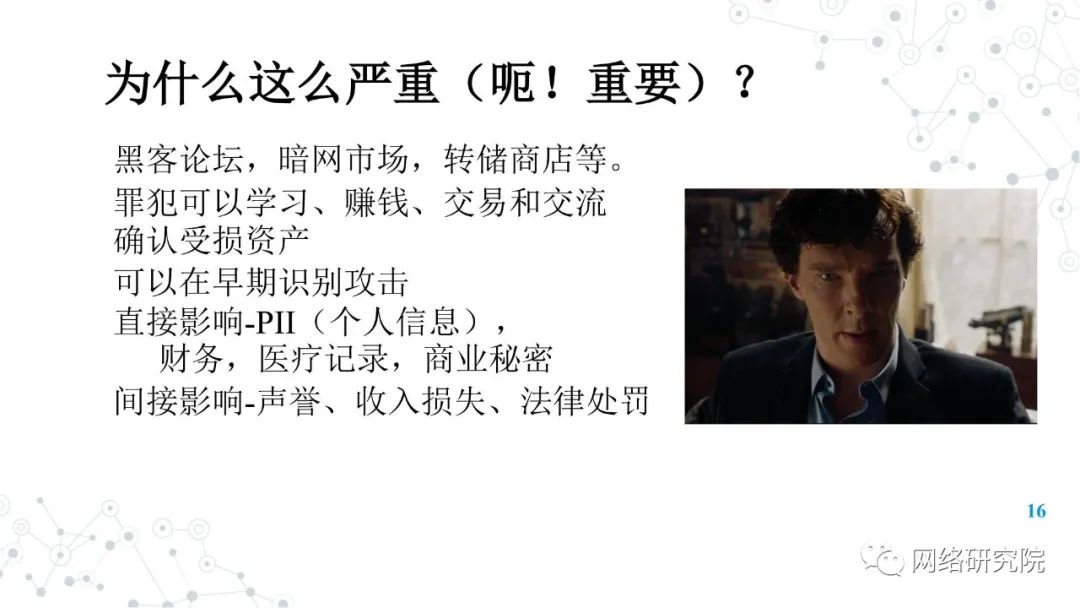 为什么这么严重（呃！重要）？
黑客论坛，暗网市场，转储商店等。
罪犯可以学习、赚钱、交易和交流
确认受损资产
可以在早期识别攻击
直接影响-PII（个人信息），
财务，医疗记录，商业秘密
间接影响-声誉、收入损失、法律处罚
16
网络研究院